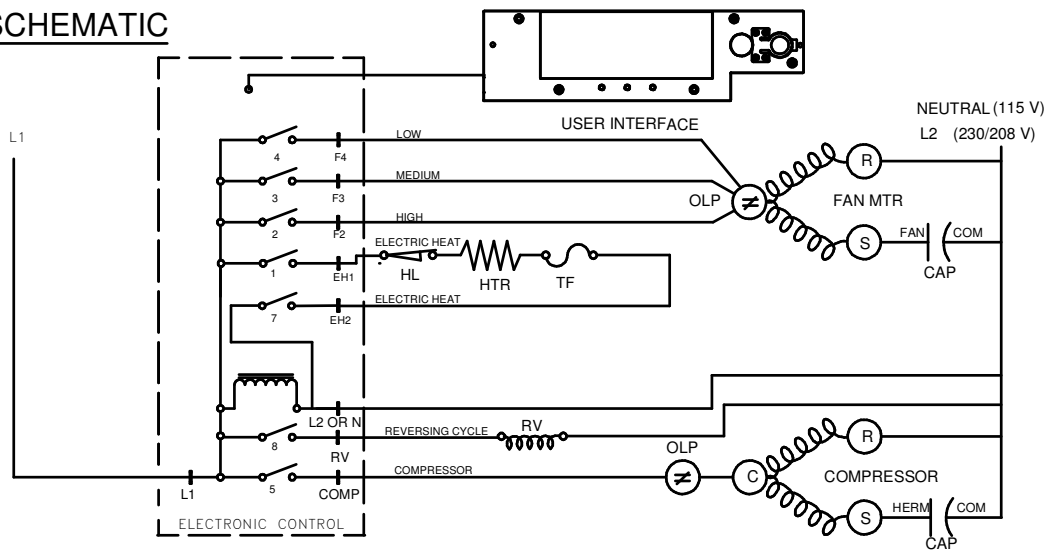 SCHEMATIC
L1
USER INTERFACE
NEUTRAL (115 V)
L2 (230/208 V)
4
F4
LOW
3
F3
MEDIUM
2
F2
HIGH
OLP
R
FAN MTR
S
FAN
COM
CAP
1
EH1
ELECTRIC HEAT
HL
HTR
TF
7
EH2
ELECTRIC HEAT
L2 OR N
8
RV
REVERSING CYCLE
RV
L1
5
COMP
COMPRESSOR
OLP
C
R
COMPRESSOR
S
HERM
COM
CAP
ELECTRONIC CONTROL